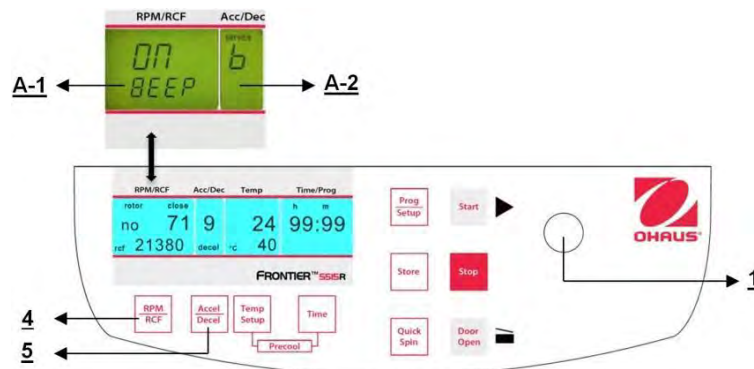 RPM/RCF Acc/Dec
SERVICE
ON b
BEEP
A-1 A-2
RPM/RCF Acc/Dec Temp Time/Prog
rotor close h m
no 71 9 24 99:99
rcf 21380 decel °C 40
FRONTIER™ 5515R
Prog
Setup
Start
OHAUS®
Store
Stop
1
RPM
RCF
Accel
Decel
Temp
Setup
Time
Precool
Quick
Spin
Door
Open
4
5